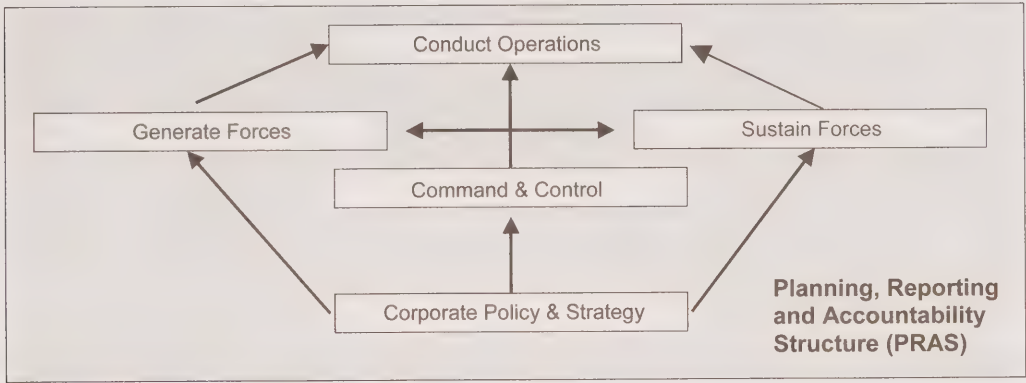 Conduct Operations
Generate Forces
Sustain Forces
Command & Control
Corporate Policy & Strategy
Planning, Reporting
and Accountability
Structure (PRAS)